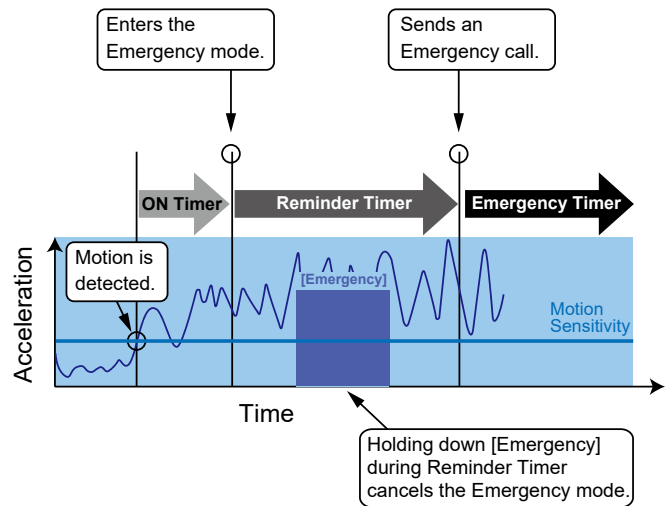 Enters the
Emergency mode.
Sends an
Emergency call.
ON Timer
Reminder Timer
Emergency Timer
Motion is
detected.
[Emergency]
Motion
Sensitivity
Acceleration
Time
Holding down [Emergency]
during Reminder Timer
cancels the Emergency mode.